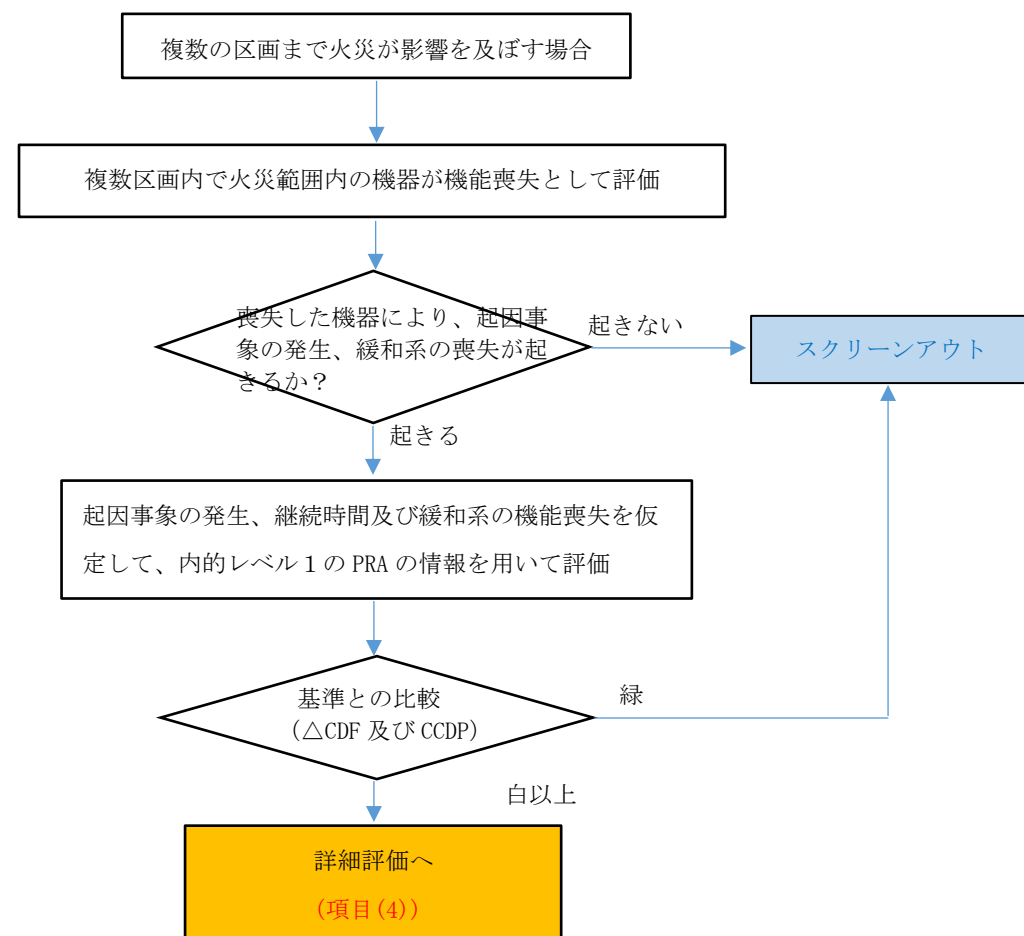 複数の区画まで火災が影響を及ぼす場合
複数区画内で火災範囲内の機器が機能喪失として評価
喪失した機器により、起因事
象の発生、緩和系の喪失が起
きるか？
起きない
スクリーンアウト
起きる
起因事象の発生、継続時間及び緩和系の機能喪失を仮
定して、内的レベル１の PRA の情報を用いて評価
基準との比較
（△CDF 及び CCDP）
緑
白以上
詳細評価へ
（項目(4)）